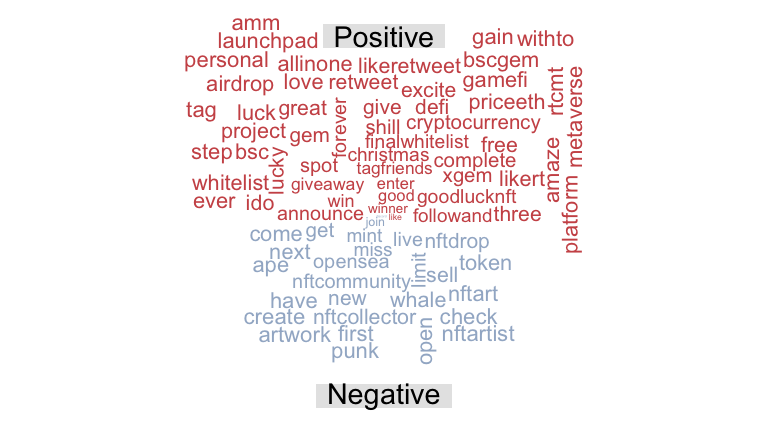 amm
launchpad Positive gain withto
personal allinone likeretweet bscgem
airdrop love retweet excite gamefi rtcmt
tag luck great forever give defi priceeth metaverse
project gem shill cryptocurrency
finalwhitelist free
step bsc lucky spot christmas complete amaze
tagfriends xgem likert
whitelist giveaway enter
ever ido win good goodlucknft platform
announce winner followand three
like
join
come get mint live nftdrop
next miss
ape opensea limit sell token
nftcommunity
have new whale nftart
create nftcollector check
artwork first open nftartist
punk
Negative